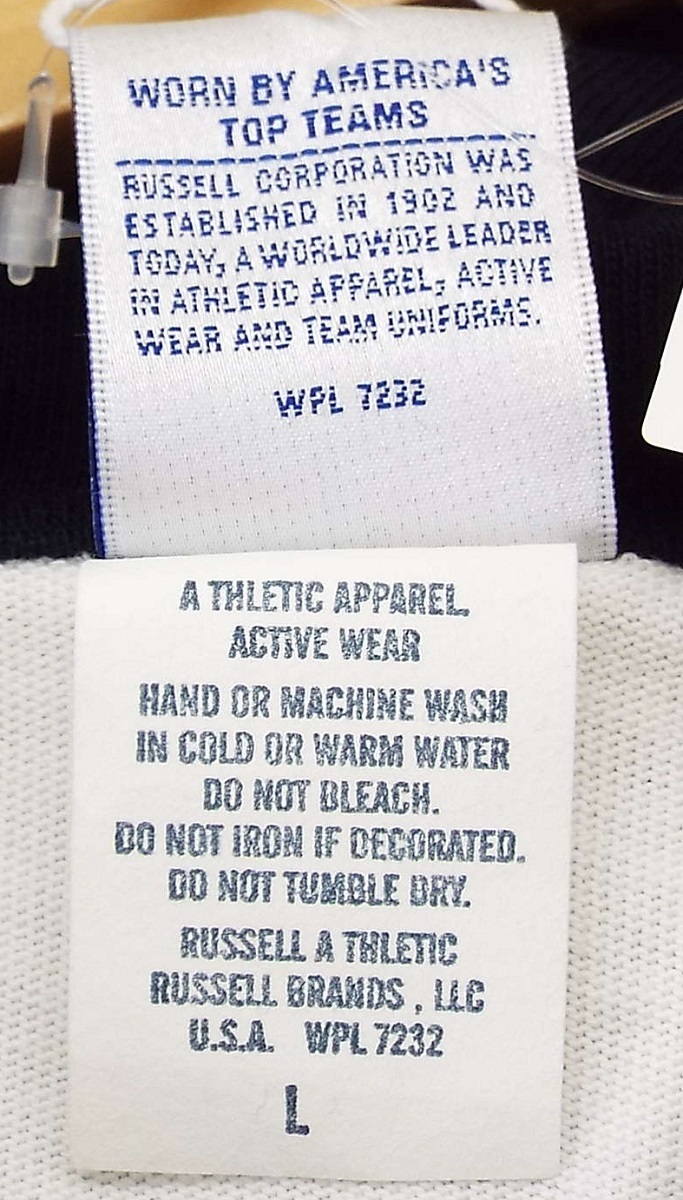 WORN BY AMERICA'S
TOP TEAMS
RUSSELL CORPORATION WAS
ESTABLISHED IN 1902 AND
TODAY, A WORLDWIDE LEADER
IN ATHLETIC APPAREL, ACTIVE
WEAR AND TEAM UNIFORMS.
WPL 7232
A THLETIC APPAREL.
ACTIVE WEAR
HAND OR MACHINE WASH
IN COLD OR WARM WATER
DO NOT BLEACH.
DO NOT IRON IF DECORATED.
DO NOT TUMBLE DRY.
RUSSELL A THLETIC
RUSSELL BRANDS , LLC
U.S.A. WPL 7232
L